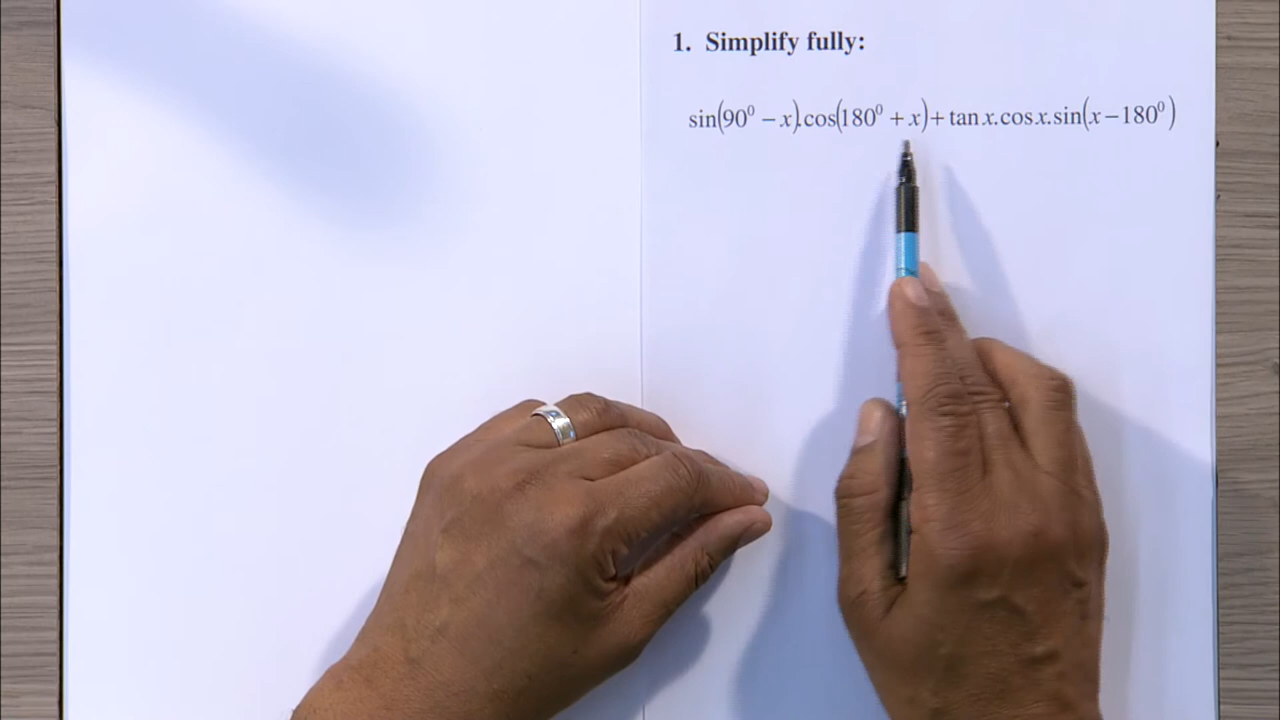 1. Simplify fully:
sin(90⁰ − x).cos(180⁰ + x) + tan x.cos x.sin(x − 180⁰)